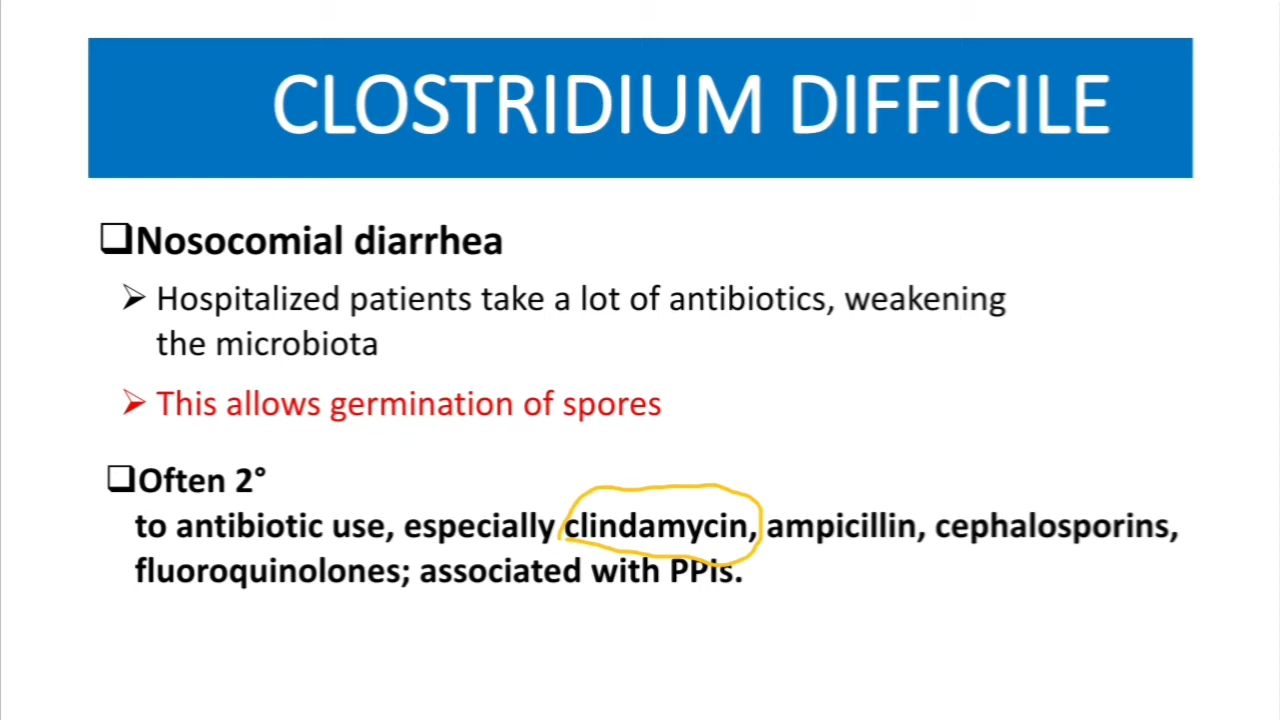 CLOSTRIDIUM DIFFICILE
❑Nosocomial diarrhea
➢ Hospitalized patients take a lot of antibiotics, weakening
the microbiota
➢ This allows germination of spores
❑Often 2°
to antibiotic use, especially clindamycin, ampicillin, cephalosporins,
fluoroquinolones; associated with PPIs.